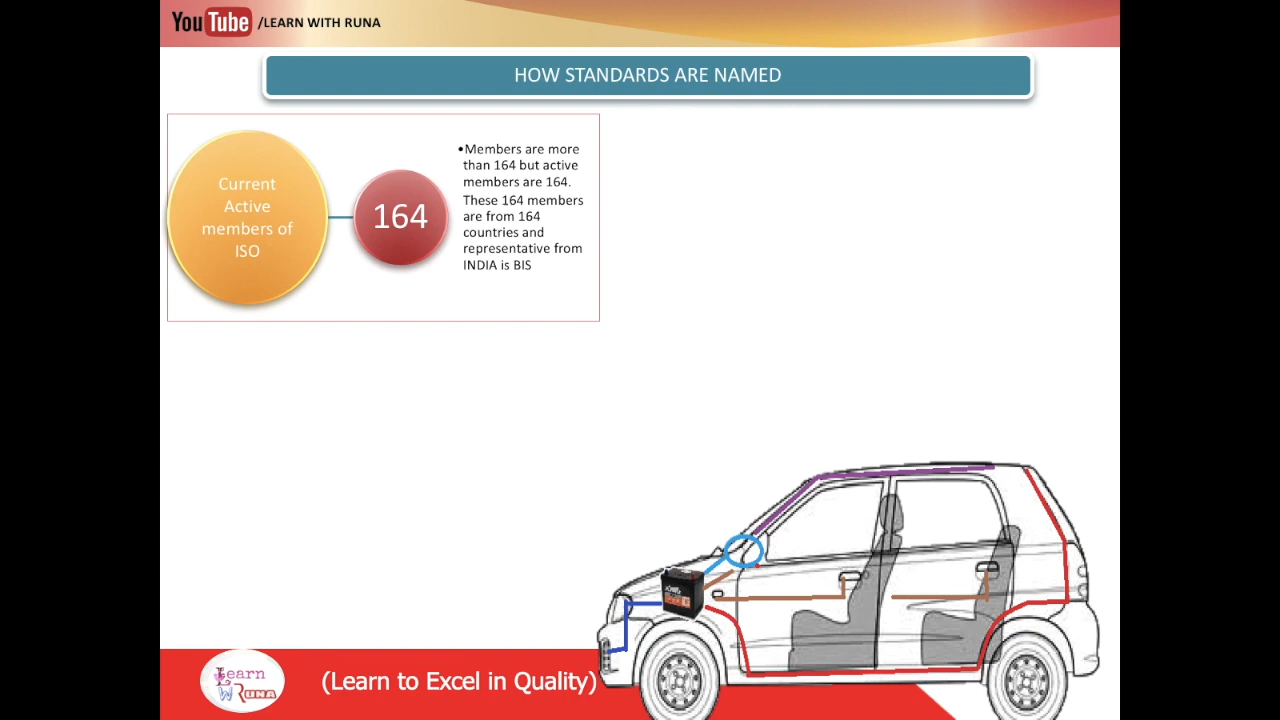 YouTube /LEARN WITH RUNA
HOW STANDARDS ARE NAMED
Current
Active
members of
ISO
164
•Members are more
than 164 but active
members are 164.
These 164 members
are from 164
countries and
representative from
INDIA is BIS
Learn
W RUNA
(Learn to Excel in Quality)